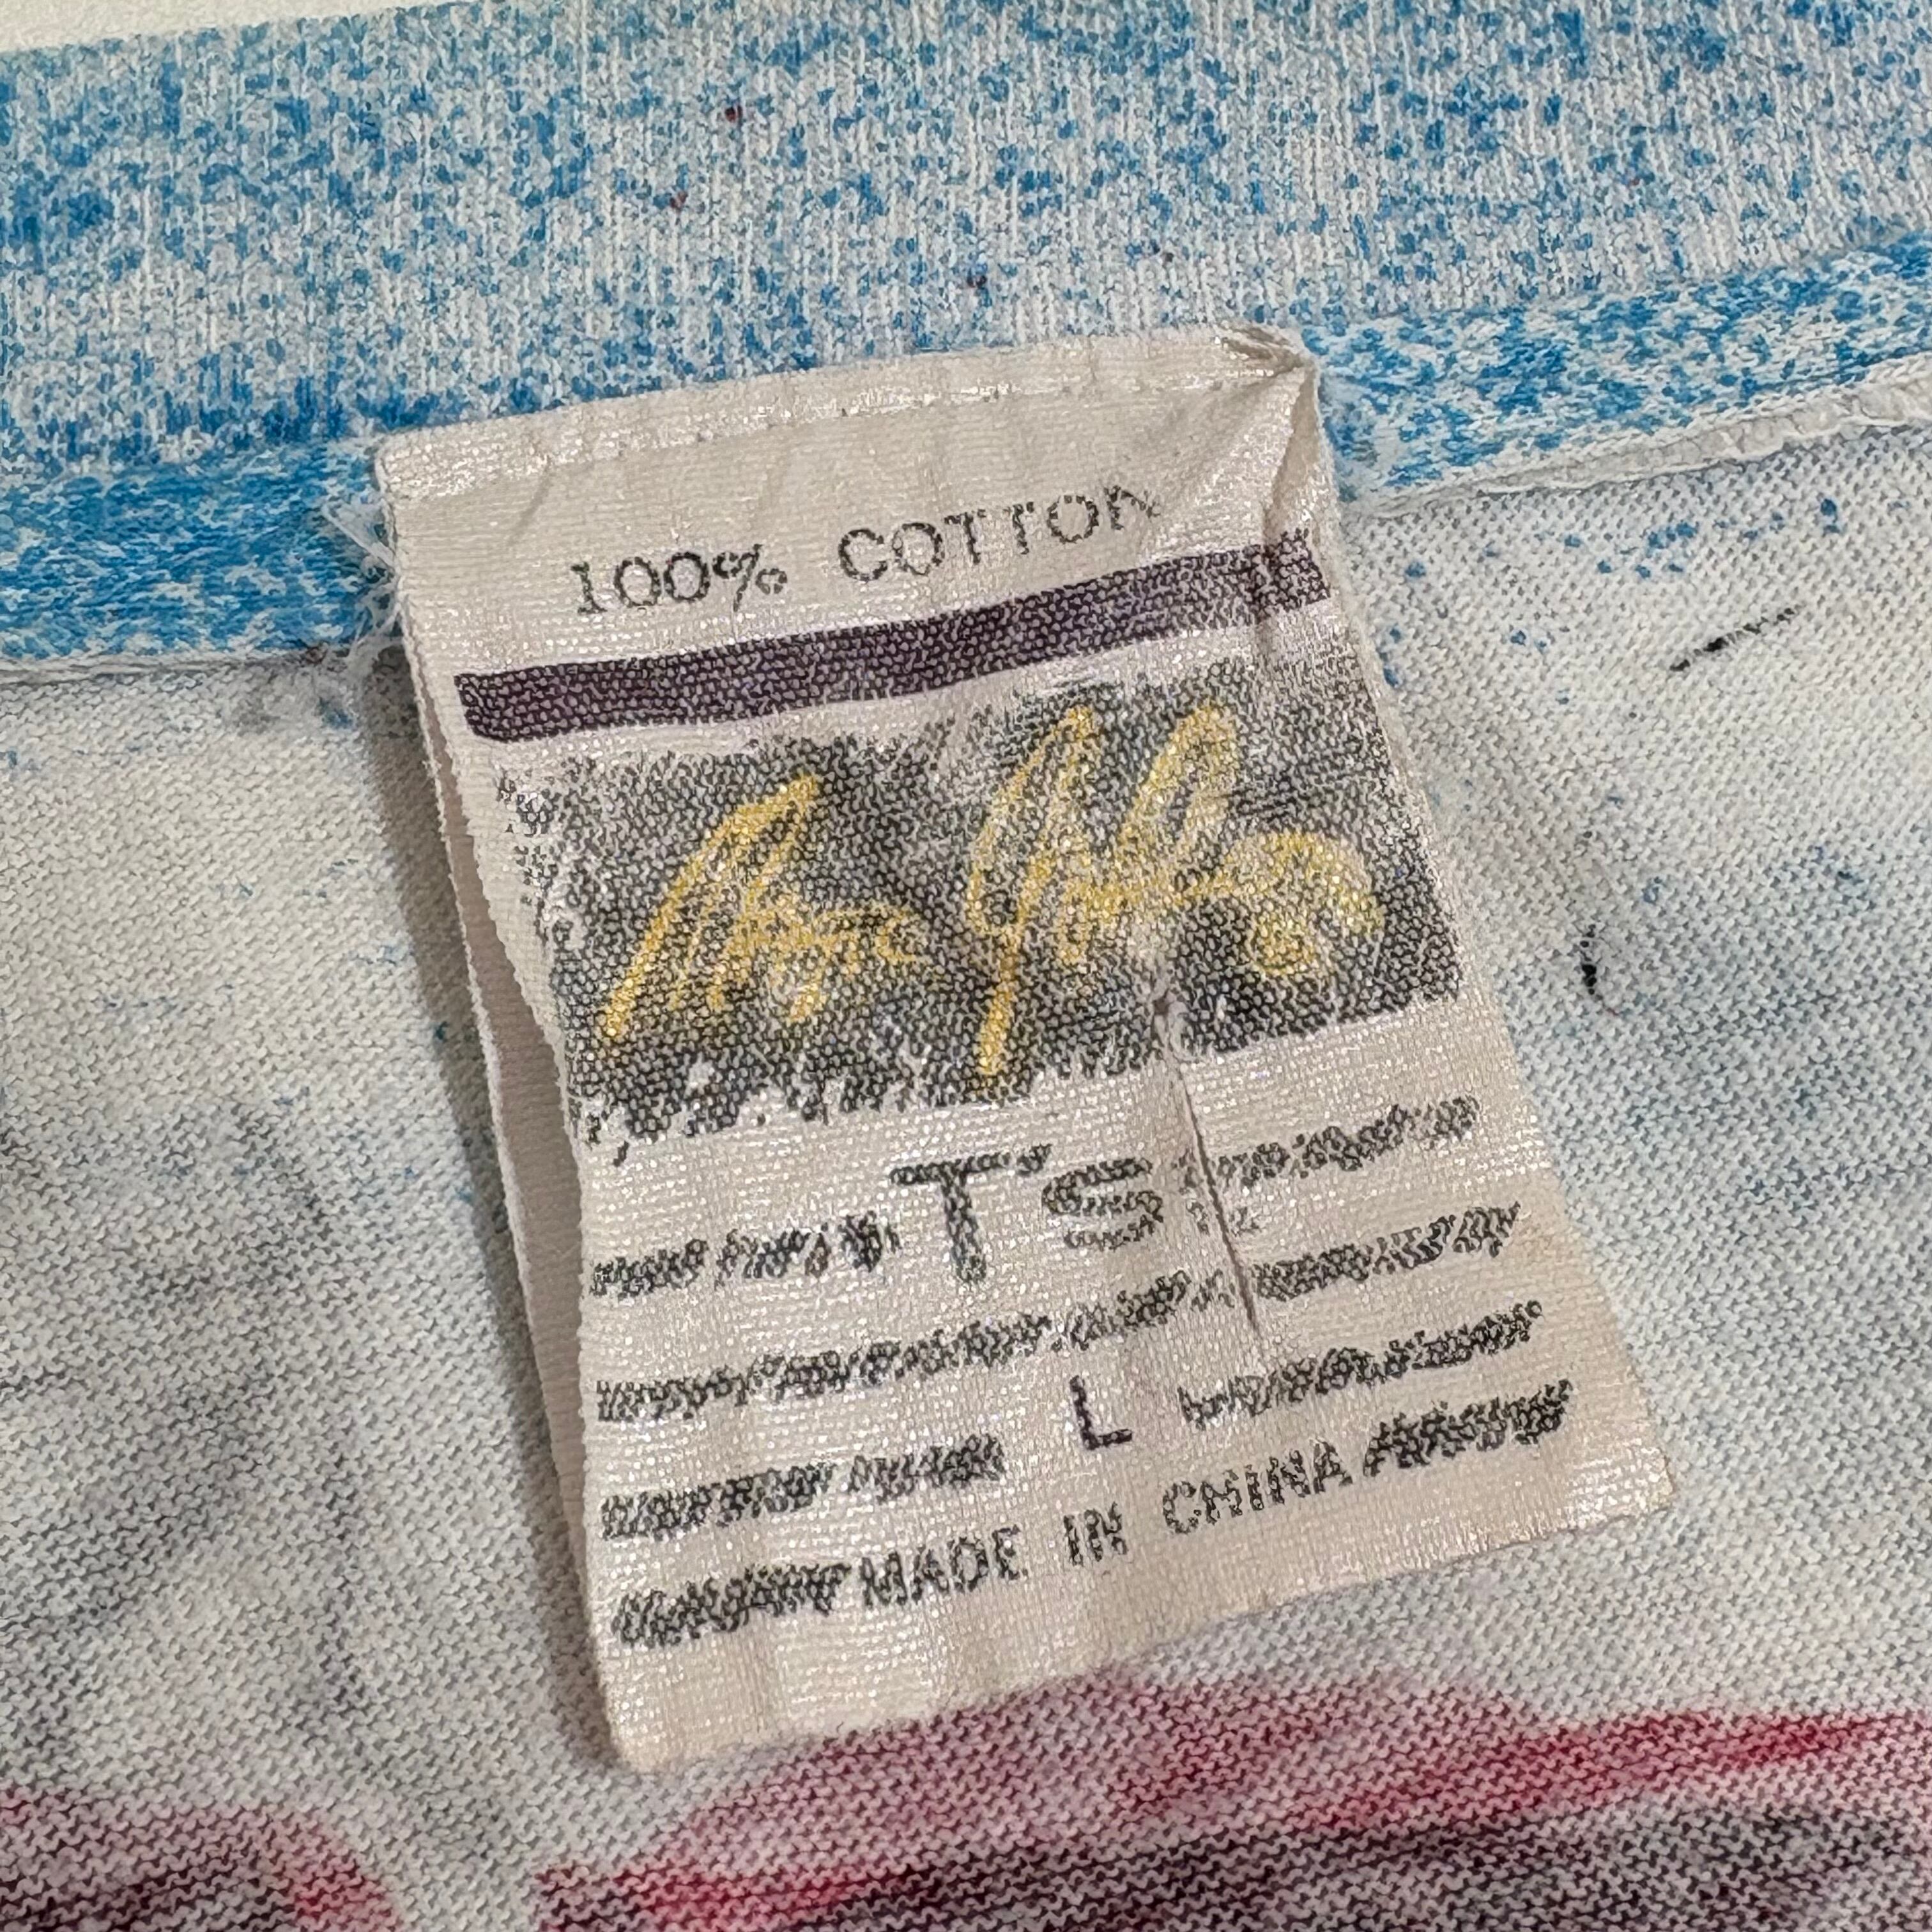 100% COTTON
T's
L
MADE IN CHINA